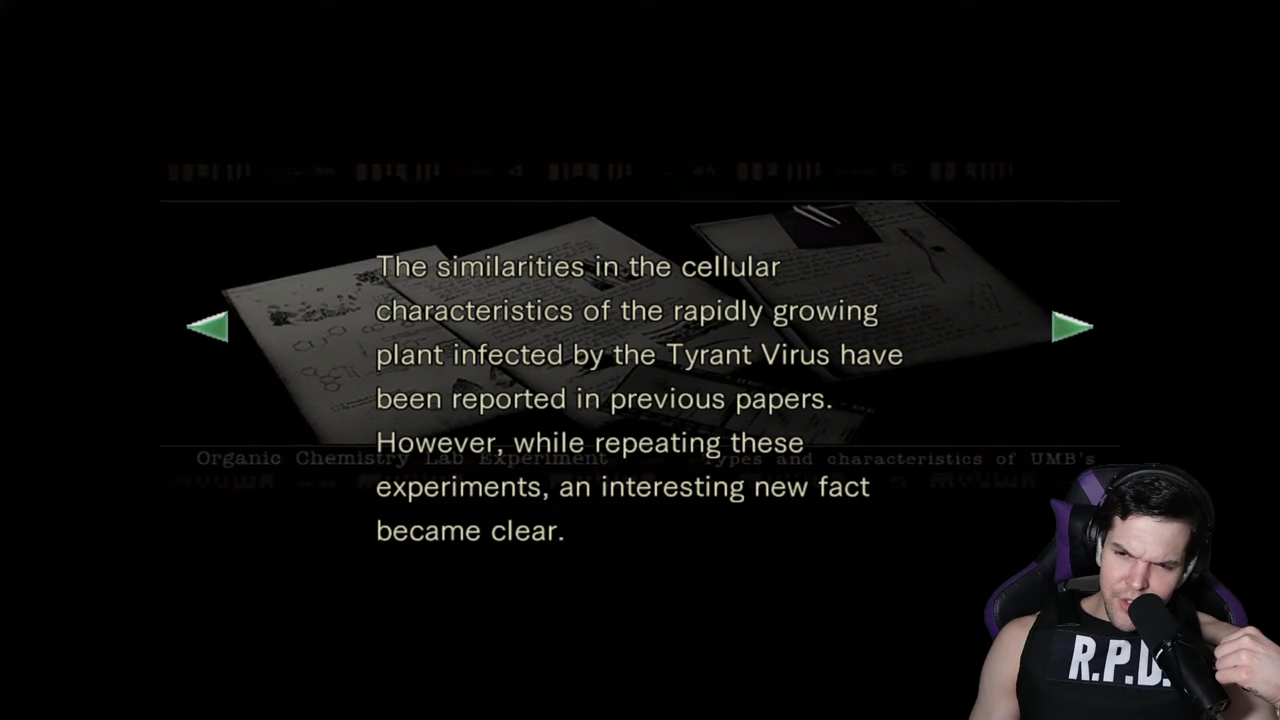 The similarities in the cellular
characteristics of the rapidly growing
plant infected by the Tyrant Virus have
been reported in previous papers.
However, while repeating these
experiments, an interesting new fact
became clear.
Organic Chemistry Lab Experiment
Types and characteristics of UMB's
R.P.D.